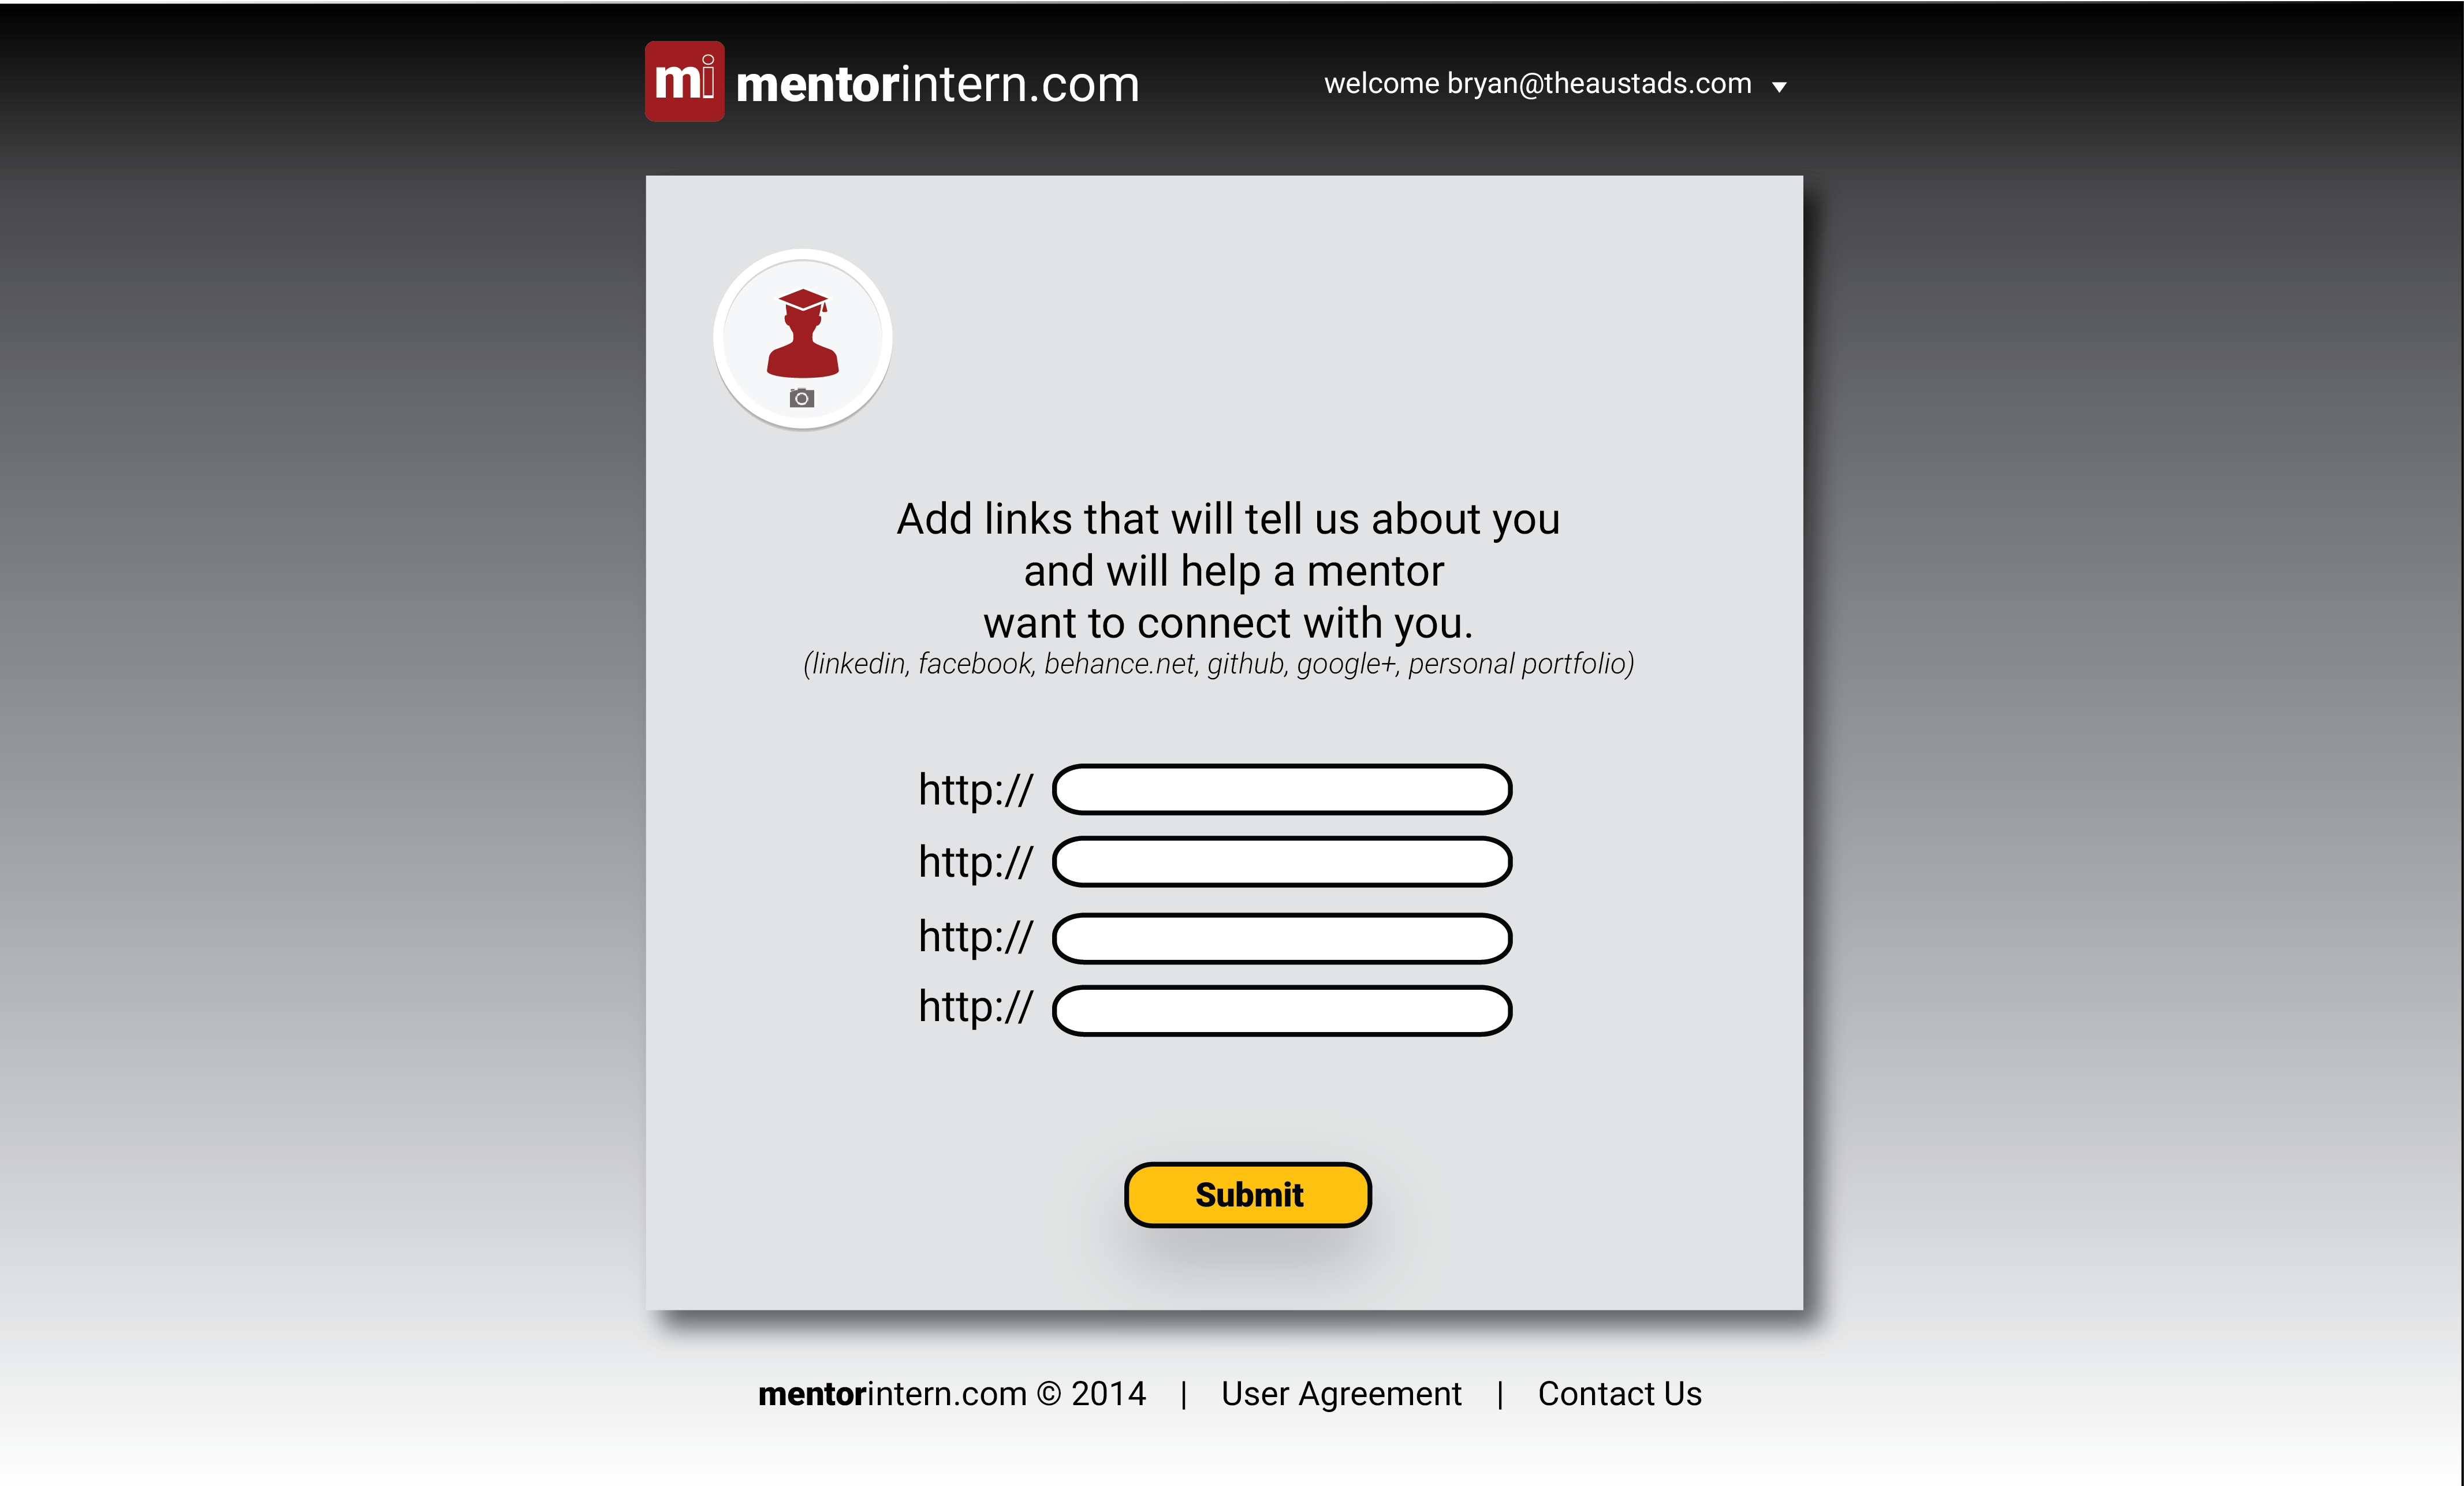 mi mentorintern.com
welcome bryan@theaustads.com
Add links that will tell us about you
and will help a mentor
want to connect with you.
(linkedin, facebook, behance.net, github, google+, personal portfolio)
http://
http://
http://
http://
Submit
mentorintern.com © 2014 | User Agreement | Contact Us